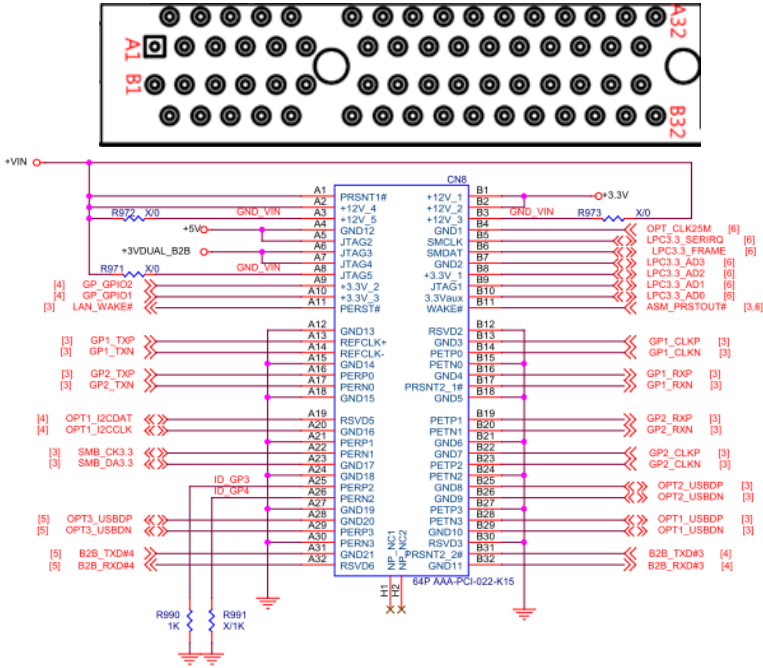 A1
B1
A32
B32
+VIN
CN8
A1 PRSNT1# +12V_1 B1 +3.3V
A2 +12V_4 +12V_2 B2
R972 X/0 GND_VIN A3 +12V_5 +12V_3 B3 GND_VIN R973 X/0
+5V A4 GND12 GND1 B4 OPT_CLK25M [6]
A5 JTAG2 SMCLK B5 LPC3.3_SERIRQ [6]
+3VDUAL_B2B A6 JTAG3 SMDAT B6 LPC3.3_FRAME [6]
A7 JTAG4 GND2 B7 LPC3.3_AD3 [6]
R971 X/0 GND_VIN A8 JTAG5 +3.3V_1 B8 LPC3.3_AD2 [6]
[4] GP_GPIO2 A9 +3.3V_2 JTAG1 B9 LPC3.3_AD1 [6]
[4] GP_GPIO1 A10 +3.3V_3 3.3Vaux B10 LPC3.3_AD0 [6]
[3] LAN_WAKE# A11 PERST# WAKE# B11 ASM_PRSTOUT# [3,6]
A12 GND13 RSVD2 B12
[3] GP1_TXP A13 REFCLK+ GND3 B13 GP1_CLKP [3]
[3] GP1_TXN A14 REFCLK- PETP0 B14 GP1_CLKN [3]
A15 GND14 PETN0 B15
[3] GP2_TXP A16 PERP0 GND4 B16 GP1_RXP [3]
[3] GP2_TXN A17 PERN0 PRSNT2_1# B17 GP1_RXN [3]
A18 GND15 GND5 B18
[4] OPT1_I2CDAT A19 RSVD5 PETP1 B19 GP2_RXP [3]
[4] OPT1_I2CCLK A20 GND16 PETN1 B20 GP2_RXN [3]
A21 PERP1 GND6 B21
[3] SMB_CK3.3 A22 PERN1 GND7 B22 GP2_CLKP [3]
[3] SMB_DA3.3 A23 GND17 PETP2 B23 GP2_CLKN [3]
A24 GND18 PETN2 B24
ID_GP3 A25 PERP2 GND8 B25 OPT2_USBDP [3]
ID_GP4 A26 PERN2 GND9 B26 OPT2_USBDN [3]
A27 GND19 PETP3 B27
[5] OPT3_USBDP A28 GND20 PETN3 B28 OPT1_USBDP [3]
[5] OPT3_USBDN A29 PERP3 GND10 B29 OPT1_USBDN [3]
A30 PERN3 RSVD3 B30
[5] B2B_TXD#4 A31 GND21 PRSNT2_2# B31 B2B_TXD#3 [4]
[5] B2B_RXD#4 A32 RSVD6 GND11 B32 B2B_RXD#3 [4]
NP_NC1
NP_NC2
64P AAA-PCI-022-K15
H1
H2
R990 R991
1K X/1K